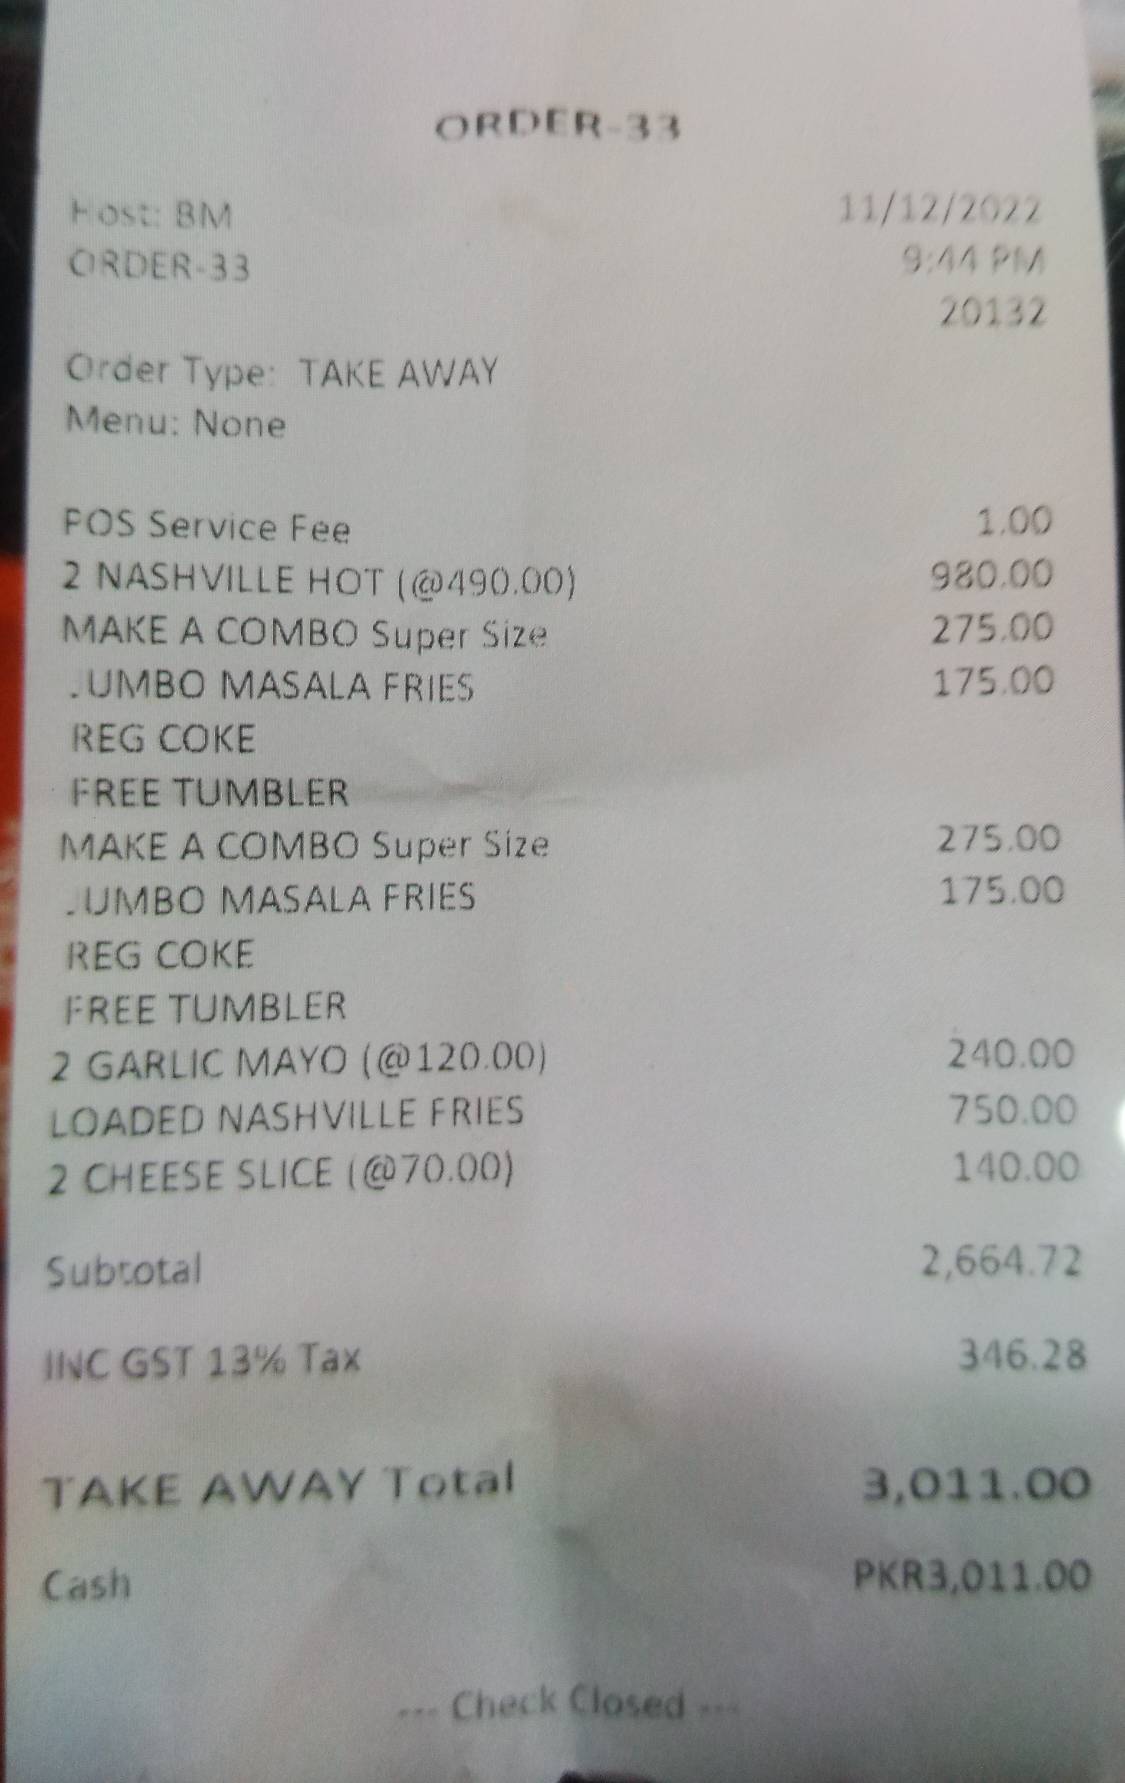 ORDER-33
Host: BM 11/12/2022
ORDER-33 9:44 PM
20132
Order Type: TAKE AWAY
Menu: None
POS Service Fee 1.00
2 NASHVILLE HOT (@490.00) 980.00
MAKE A COMBO Super Size 275.00
JUMBO MASALA FRIES 175.00
REG COKE
FREE TUMBLER
MAKE A COMBO Super Size 275.00
JUMBO MASALA FRIES 175.00
REG COKE
FREE TUMBLER
2 GARLIC MAYO (@120.00) 240.00
LOADED NASHVILLE FRIES 750.00
2 CHEESE SLICE (@70.00) 140.00
Subtotal 2,664.72
INC GST 13% Tax 346.28
TAKE AWAY Total 3,011.00
Cash PKR3,011.00
--- Check Closed ---